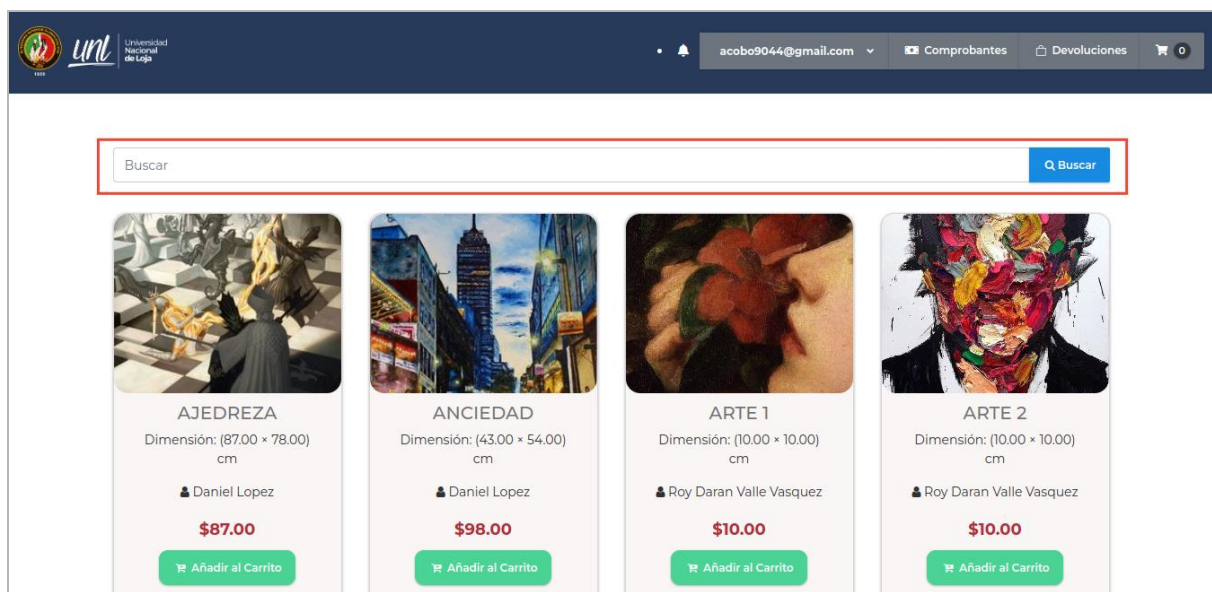 1859
unl
Universidad
Nacional
de Loja
acobo9044@gmail.com
Comprobantes
Devoluciones
0
Buscar
Buscar
AJEDREZA
Dimensión: (87.00 × 78.00)
cm
Daniel Lopez
$87.00
Añadir al Carrito
ANCIEDAD
Dimensión: (43.00 × 54.00)
cm
Daniel Lopez
$98.00
Añadir al Carrito
ARTE 1
Dimensión: (10.00 × 10.00)
cm
Roy Daran Valle Vasquez
$10.00
Añadir al Carrito
ARTE 2
Dimensión: (10.00 × 10.00)
cm
Roy Daran Valle Vasquez
$10.00
Añadir al Carrito